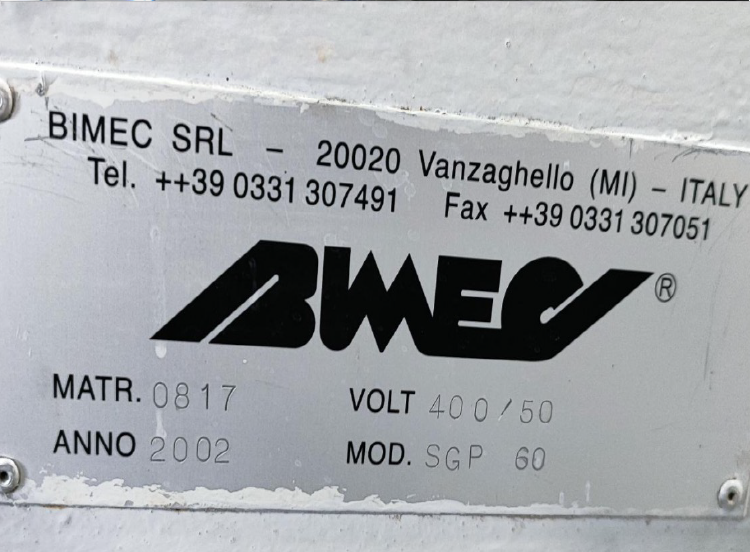 BIMEC SRL - 20020 Vanzaghello (MI) - ITALY
Tel. ++39 0331 307491 Fax ++39 0331 307051
BIMEC ®
MATR. 0817 VOLT 400/50
ANNO 2002 MOD. SGP 60